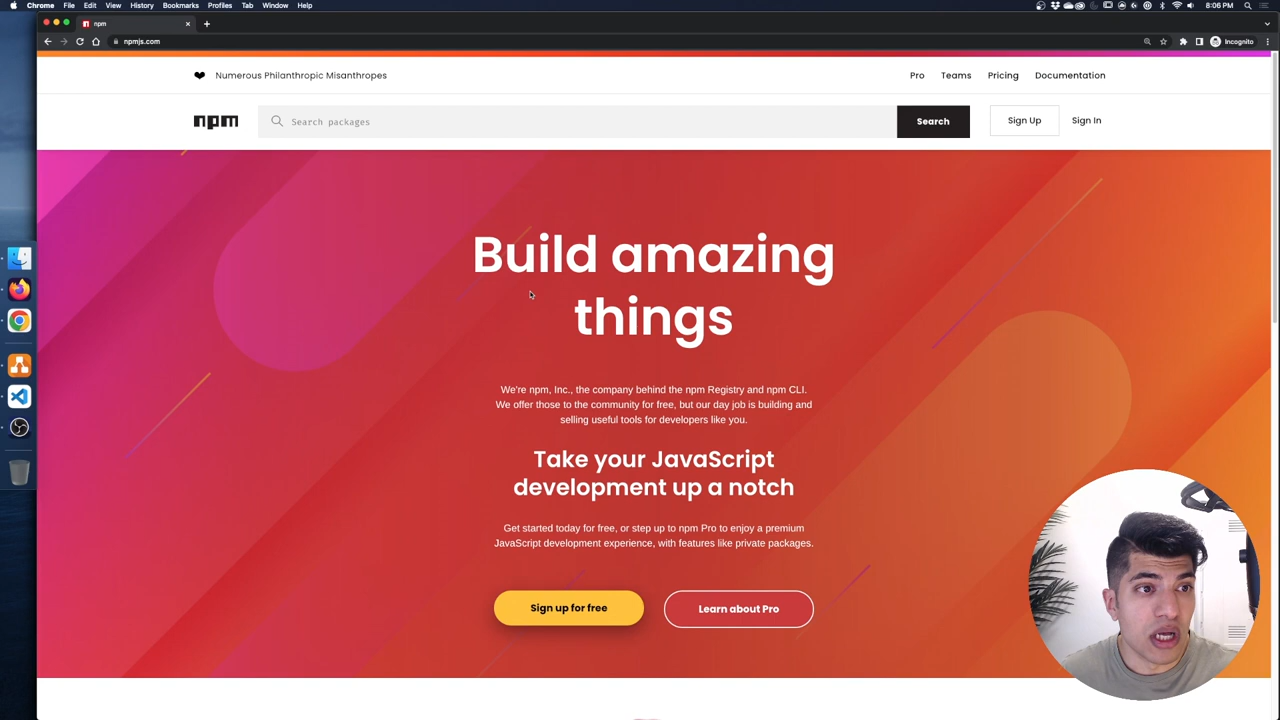 Chrome File Edit View History Bookmarks Profiles Tab Window Help 8:06 PM
npm
npmjs.com Incognito
Numerous Philanthropic Misanthropes Pro Teams Pricing Documentation
npm Search packages Search Sign Up Sign In
Build amazing
things
We're npm, Inc., the company behind the npm Registry and npm CLI.
We offer those to the community for free, but our day job is building and
selling useful tools for developers like you.
Take your JavaScript
development up a notch
Get started today for free, or step up to npm Pro to enjoy a premium
JavaScript development experience, with features like private packages.
Sign up for free Learn about Pro